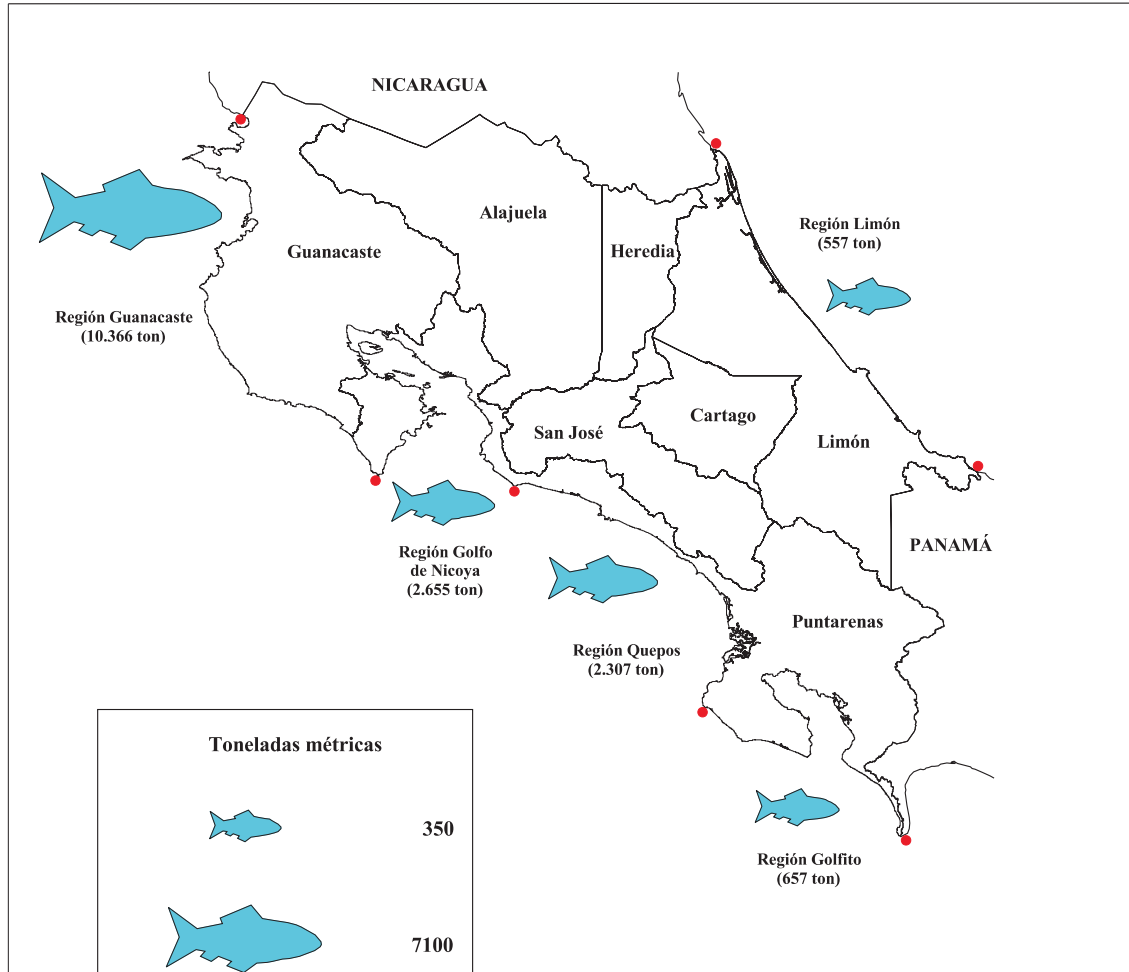 NICARAGUA
Alajuela
Región Limón
(557 ton)
Guanacaste
Heredia
Región Guanacaste
(10.366 ton)
Cartago
San José
Limón
PANAMÁ
Región Golfo
de Nicoya
(2.655 ton)
Puntarenas
Región Quepos
(2.307 ton)
Toneladas métricas
350
Región Golfito
(657 ton)
7100